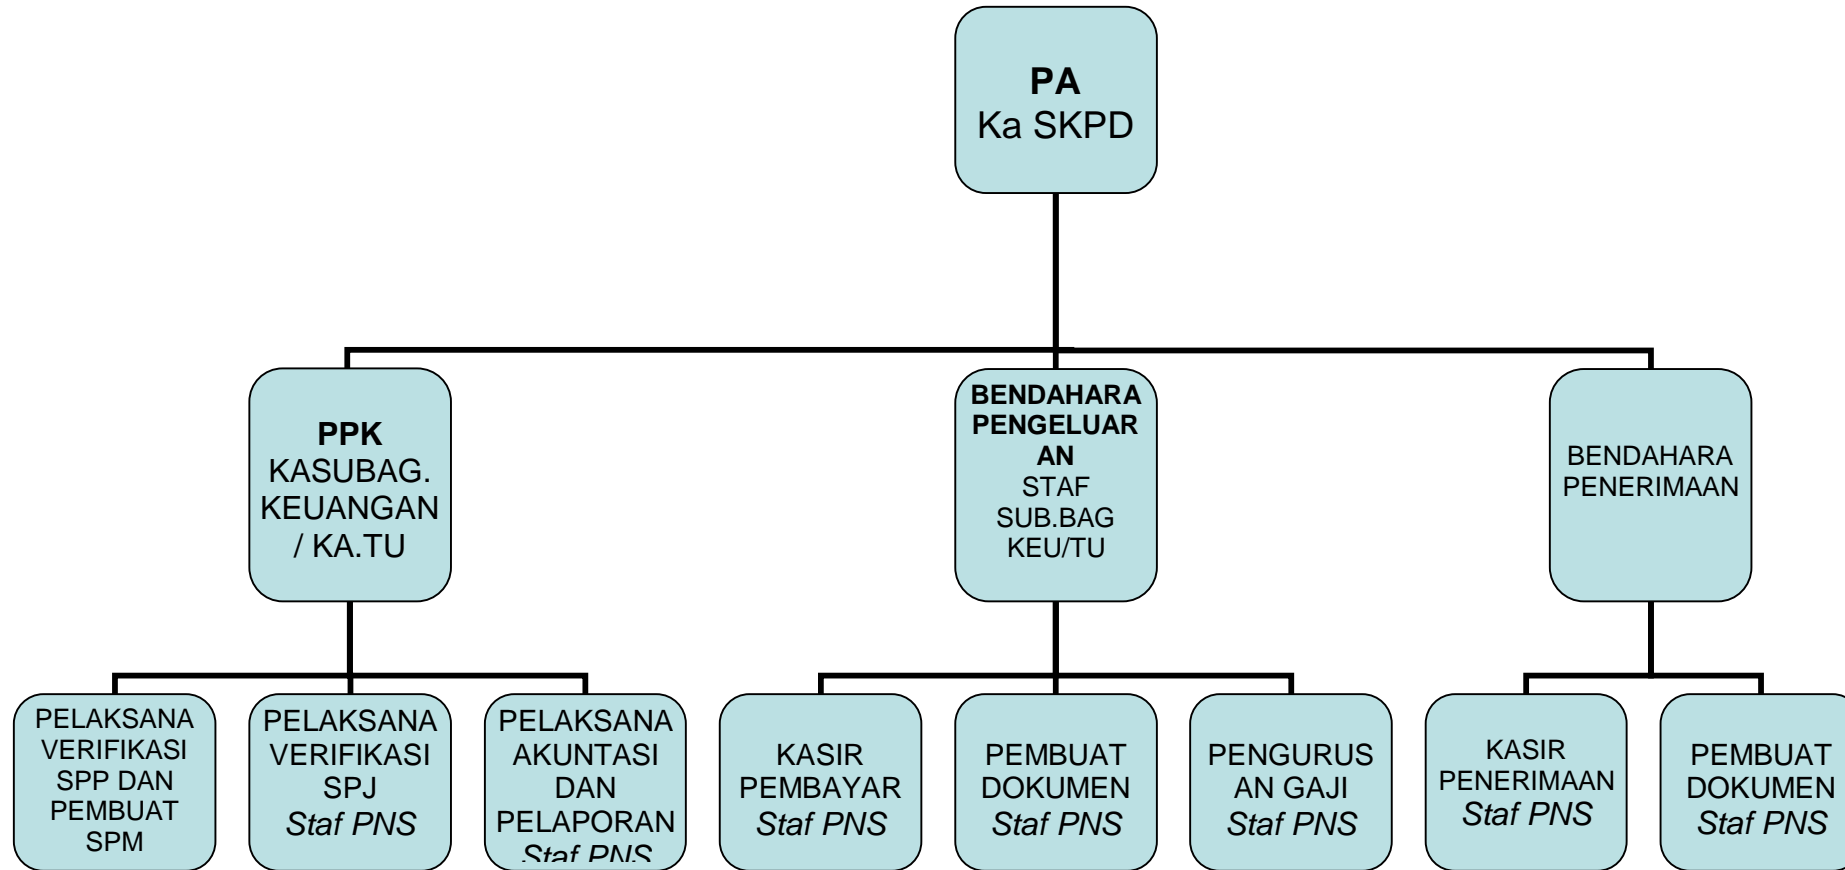 PA
Ka SKPD
PPK
KASUBAG.
KEUANGAN
/ KA.TU
BENDAHARA
PENGELUAR
AN
STAF
SUB.BAG
KEU/TU
BENDAHARA
PENERIMAAN
PELAKSANA
VERIFIKASI
SPP DAN
PEMBUAT
SPM
PELAKSANA
VERIFIKASI
SPJ
Staf PNS
PELAKSANA
AKUNTASI
DAN
PELAPORAN
Staf PNS
KASIR
PEMBAYAR
Staf PNS
PEMBUAT
DOKUMEN
Staf PNS
PENGURUS
AN GAJI
Staf PNS
KASIR
PENERIMAAN
Staf PNS
PEMBUAT
DOKUMEN
Staf PNS